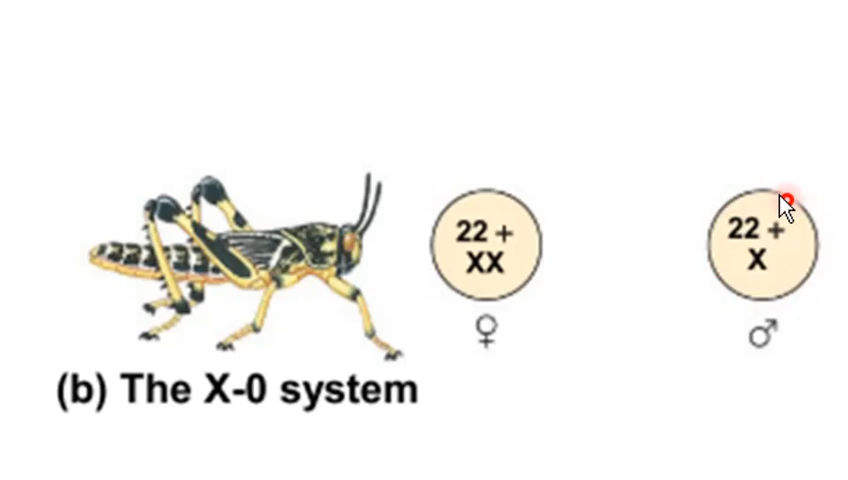 22 +
XX
♀
22 +
X
♂
(b) The X-0 system